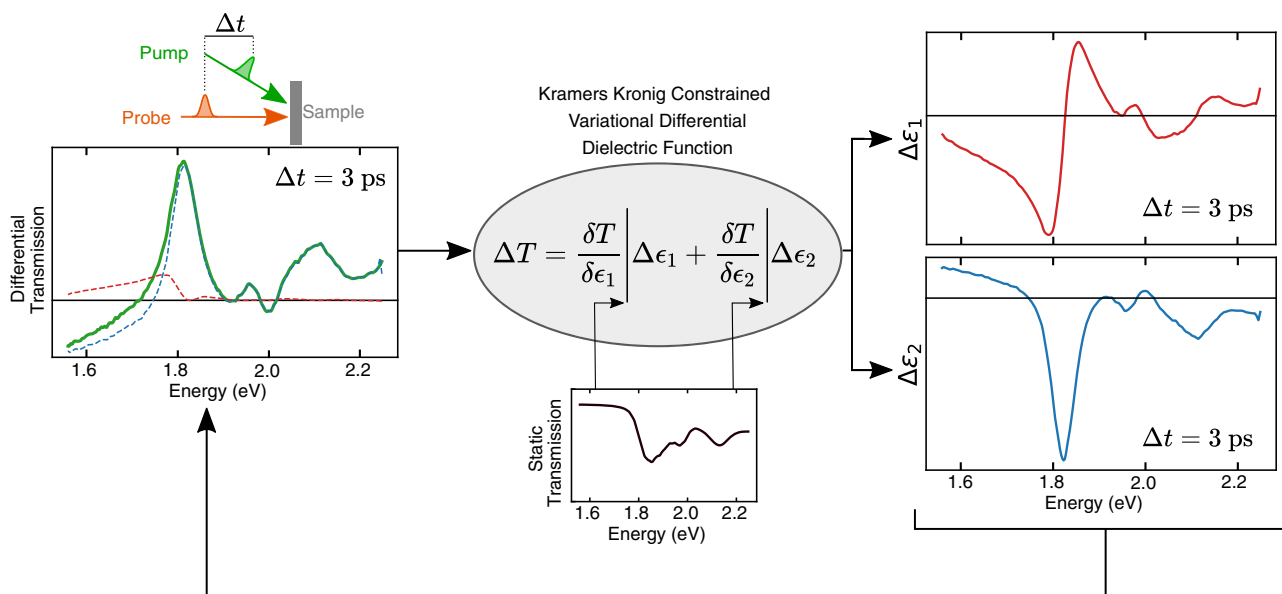 Δt
Pump
Probe
Sample
Δt = 3 ps
Differential
Transmission
1.6 1.8 2.0 2.2
Energy (eV)
Kramers Kronig Constrained
Variational Differential
Dielectric Function
ΔT = δT/δϵ₁ | Δϵ₁ + δT/δϵ₂ | Δϵ₂
Static
Transmission
1.6 1.8 2.0 2.2
Energy (eV)
Δε₁
Δt = 3 ps
Δε₂
Δt = 3 ps
1.6 1.8 2.0 2.2
Energy (eV)